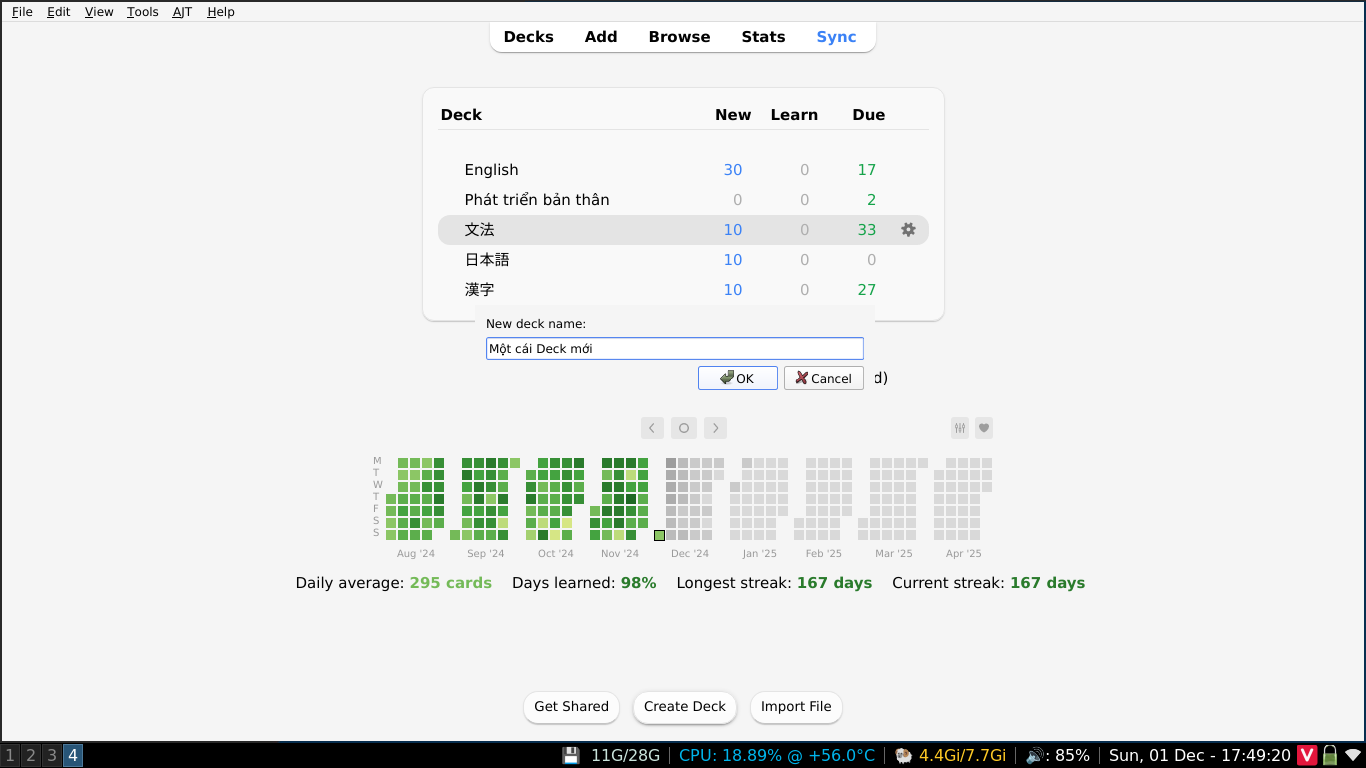 File Edit View Tools AJT Help
Decks Add Browse Stats Sync
Deck New Learn Due
English 30 0 17
Phát triển bản thân 0 0 2
文法 10 0 33
日本語 10 0 0
漢字 10 0 27
New deck name:
Một cái Deck mới
OK Cancel d)
M
T
W
T
F
S
S
Aug '24 Sep '24 Oct '24 Nov '24 Dec '24 Jan '25 Feb '25 Mar '25 Apr '25
Daily average: 295 cards Days learned: 98% Longest streak: 167 days Current streak: 167 days
Get Shared Create Deck Import File
1 2 3 4 11G/28G CPU: 18.89% @ +56.0°C 4.4Gi/7.7Gi : 85% Sun, 01 Dec - 17:49:20 V